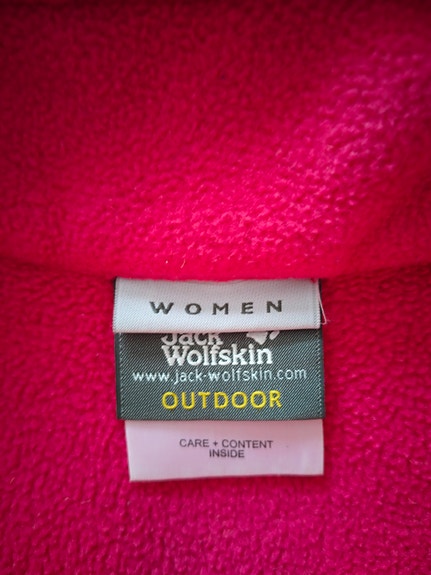 WOMEN
Jack
Wolfskin
www.jack-wolfskin.com
OUTDOOR
CARE + CONTENT
INSIDE